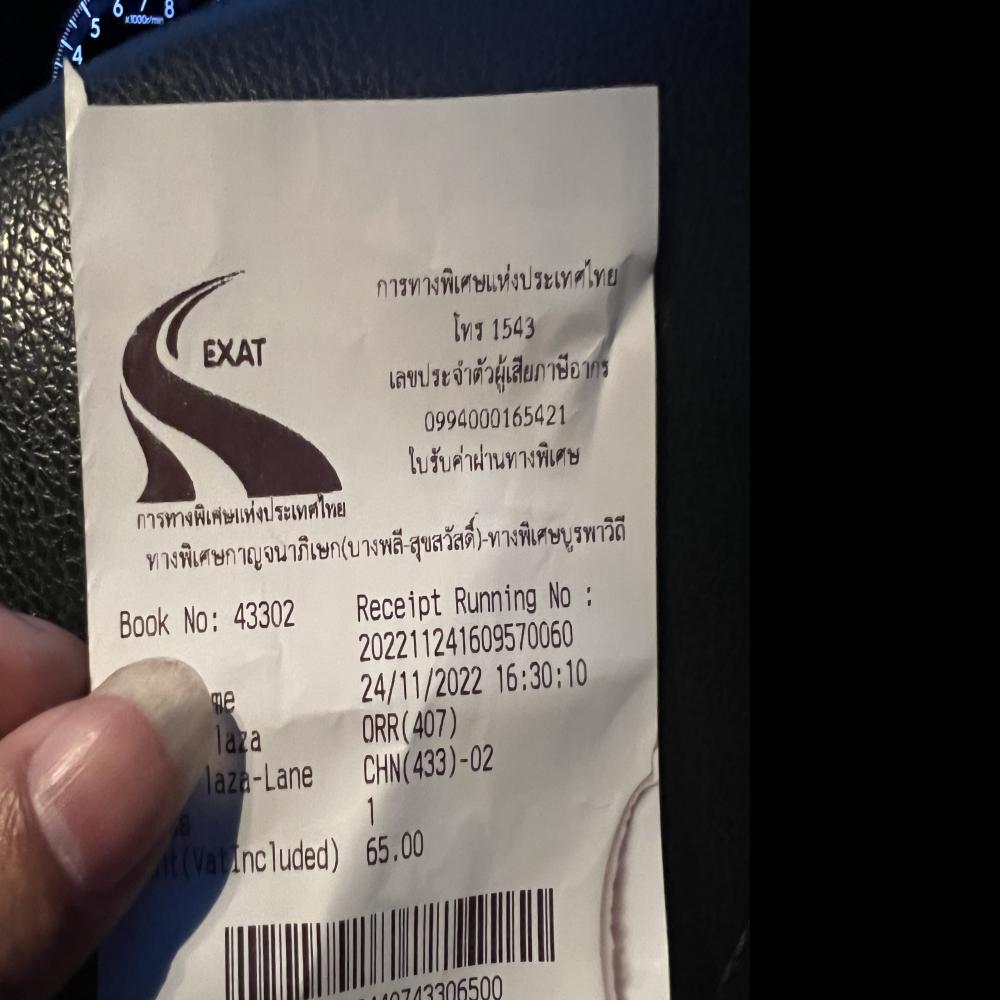 4 5 6 7 8
x1000r/min
EXAT
การทางพิเศษแห่งประเทศไทย
การทางพิเศษแห่งประเทศไทย
โทร 1543
เลขประจำตัวผู้เสียภาษีอากร
0994000165421
ใบรับค่าผ่านทางพิเศษ
ทางพิเศษกาญจนาภิเษก(บางพลี-สุขสวัสดิ์)-ทางพิเศษบูรพาวิถี
Book No: 43302
Receipt Running No :
202211241609570060
me 24/11/2022 16:30:10
laza ORR(407)
laza-Lane CHN(433)-02
1
nt(VatIncluded) 65.00
440743306500